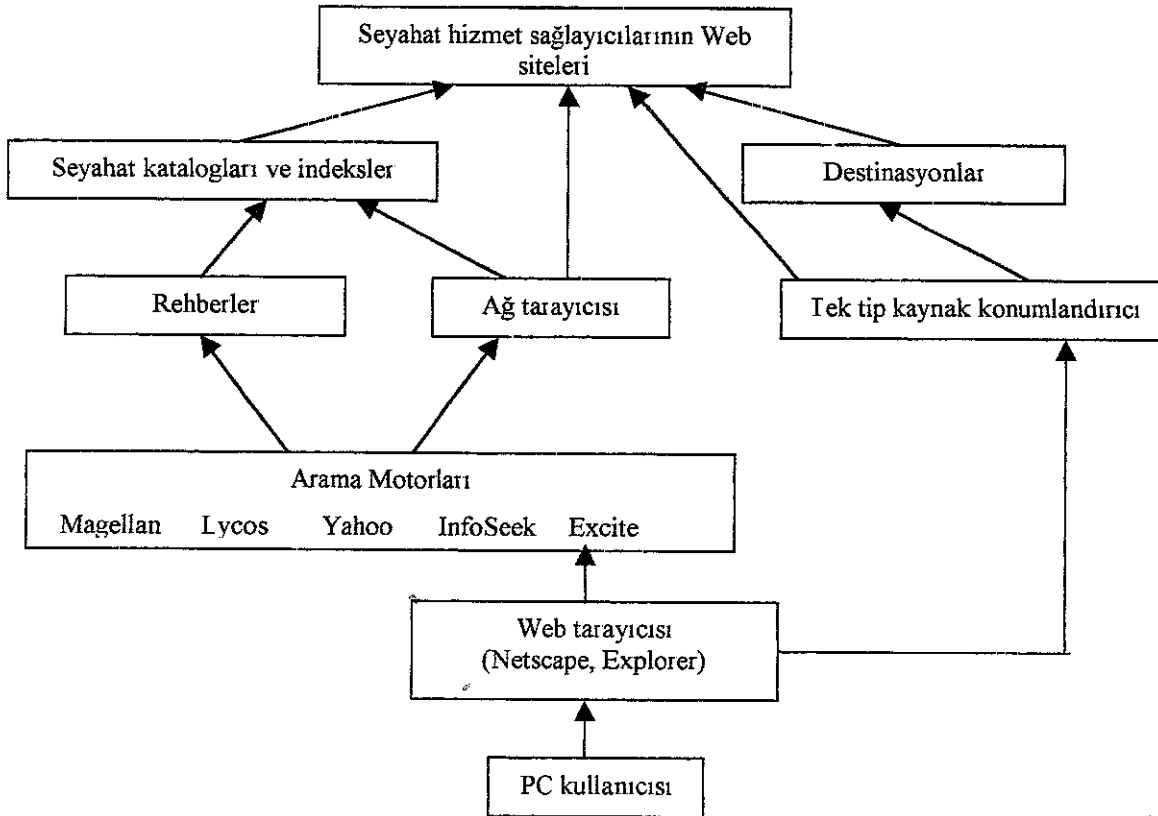 Seyahat hizmet sağlayıcılarının Web
siteleri
Seyahat katalogları ve indeksler
Destinasyonlar
Rehberler
Ağ tarayıcısı
Tek tip kaynak konumlandırıcı
Arama Motorları
Magellan Lycos Yahoo InfoSeek Excite
Web tarayıcısı
(Netscape, Explorer)
PC kullanıcısı